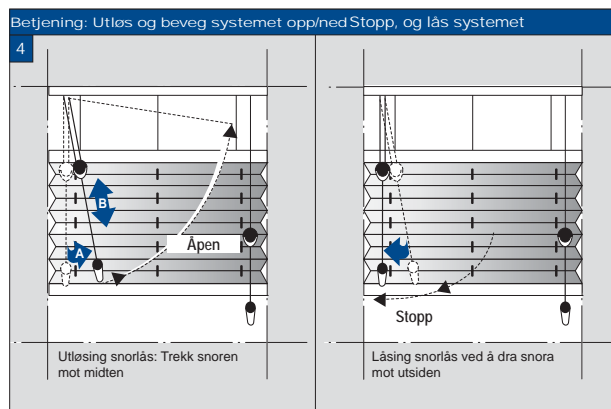 Betjening: Utløs og beveg systemet opp/ned Stopp, og lås systemet
4
B
A
Åpen
Utløsing snorlås: Trekk snoren
mot midten
Stopp
Låsing snorlås ved å dra snora
mot utsiden